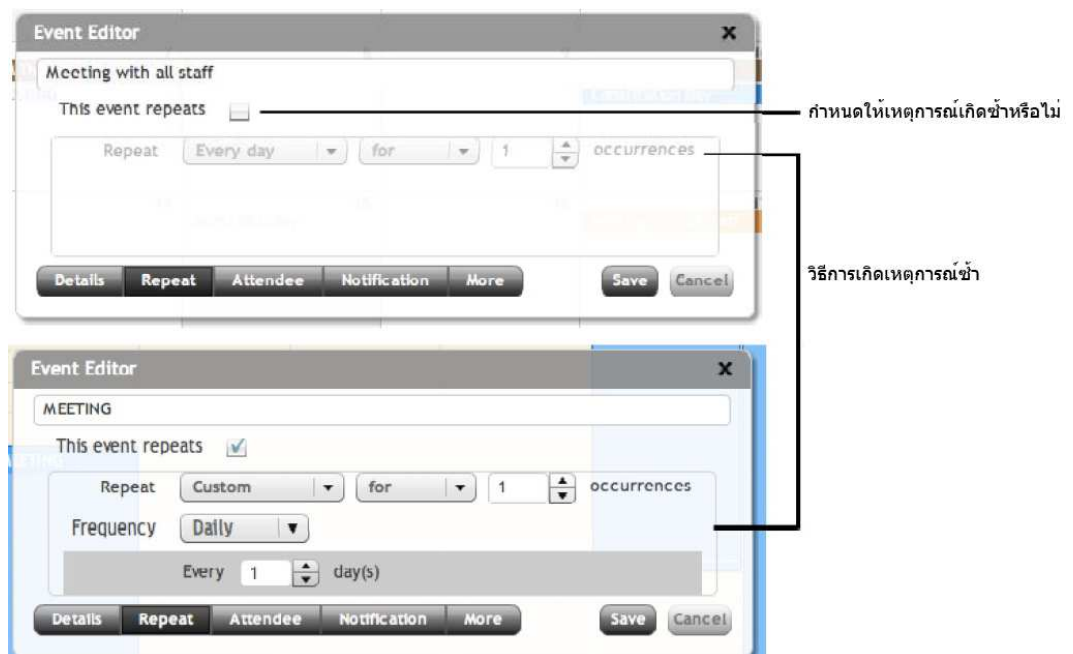 Event Editor x
Meeting with all staff
This event repeats
กำหนดให้เหตุการณ์เกิดซ้ำหรือไม่
Repeat Every day for 1 occurrences
วิธีการเกิดเหตุการณ์ซ้ำ
Details Repeat Attendee Notification More Save Cancel
Event Editor x
MEETING
This event repeats
Repeat Custom for 1 occurrences
Frequency Daily
Every 1 day(s)
Details Repeat Attendee Notification More Save Cancel